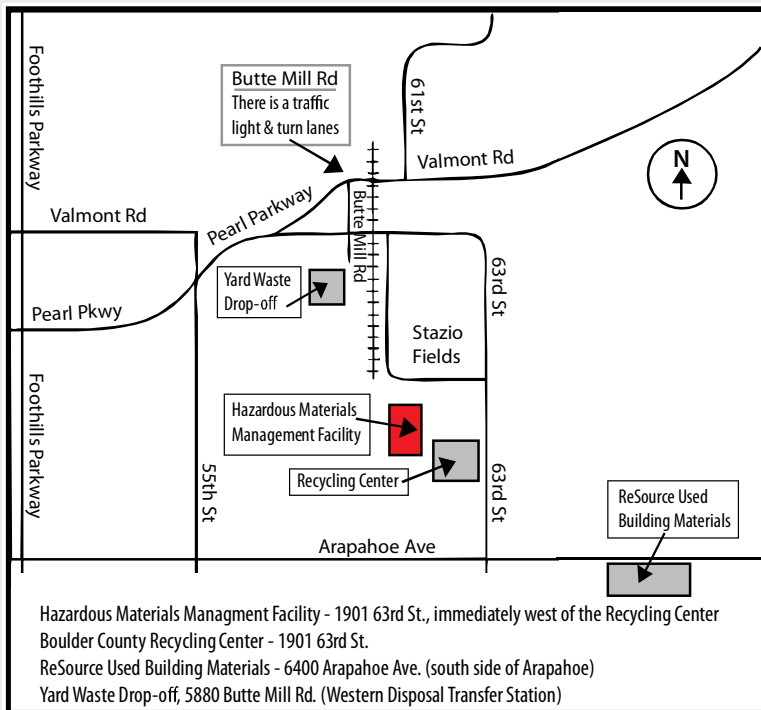 Foothills Parkway
Butte Mill Rd
There is a traffic
light & turn lanes
61st St
Valmont Rd
N
Valmont Rd
Pearl Parkway
Butte Mill Rd
Yard Waste
Drop-off
63rd St
Pearl Pkwy
Stazio
Fields
Foothills Parkway
Hazardous Materials
Management Facility
55th St
Recycling Center
63rd St
ReSource Used
Building Materials
Arapahoe Ave
Hazardous Materials Managment Facility - 1901 63rd St., immediately west of the Recycling Center
Boulder County Recycling Center - 1901 63rd St.
ReSource Used Building Materials - 6400 Arapahoe Ave. (south side of Arapahoe)
Yard Waste Drop-off, 5880 Butte Mill Rd. (Western Disposal Transfer Station)